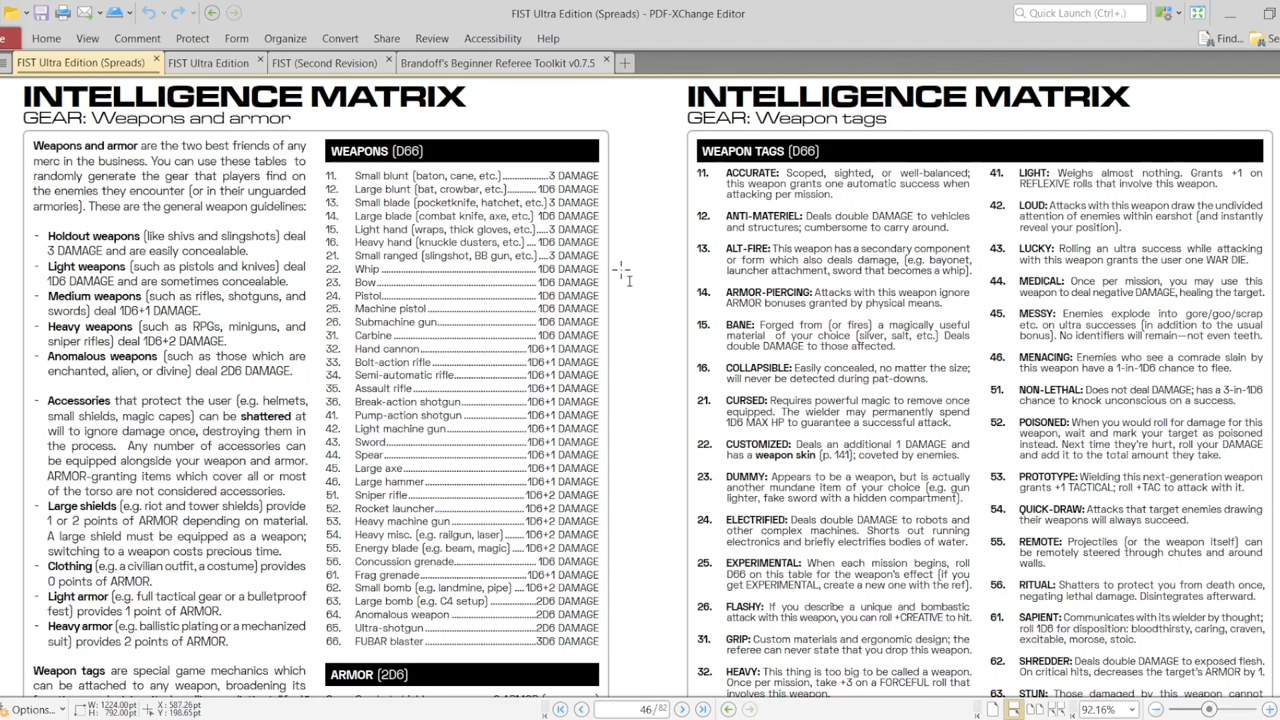 FIST Ultra Edition (Spreads) - PDF-XChange Editor
Quick Launch (Ctrl+.)
Home View Comment Protect Form Organize Convert Share Review Connectivity Help
Find...
FIST Ultra Edition (Spreads) FIST Ultra Edition FIST (Second Revision) Brandoff's Beginner Referee Toolkit v0.7.5
INTELLIGENCE MATRIX
GEAR: Weapons and armor
Weapons and armor are the two best friends of any
merc in the business. You can use these tables to
randomly generate the gear that players find on
the enemies they encounter (or in their unguarded
armories). These are the general weapon guidelines:
- Holdout weapons (like shivs and slingshots) deal
3 DAMAGE and are easily concealable.
- Light weapons (such as pistols and knives) deal
1D6 DAMAGE and are sometimes concealable.
- Medium weapons (such as rifles, shotguns, and
swords) deal 1D6+1 DAMAGE.
- Heavy weapons (such as RPGs, miniguns, and
sniper rifles) deal 1D6+2 DAMAGE.
- Anomalous weapons (such as those which are
enchanted, alien, or divine) deal 2D6 DAMAGE.
- Accessories that protect the user (e.g. helmets,
small shields, magic capes) can be shattered at
will to ignore damage once, destroying them in
the process. Any number of accessories can
be equipped alongside your weapon and armor.
ARMOR-granting items which cover all or most
of the torso are not considered accessories.
- Large shields (e.g. riot and tower shields) provide
1 or 2 points of ARMOR depending on material.
A large shield must be equipped as a weapon;
switching to a weapon costs precious time.
- Clothing (e.g. a civilian outfit, a costume) provides
0 points of ARMOR.
- Light armor (e.g. full tactical gear or a bulletproof
fest) provides 1 point of ARMOR.
- Heavy armor (e.g. ballistic plating or a mechanized
suit) provides 2 points of ARMOR.
Weapon tags are special game mechanics which
can be attached to any weapon, broadening its
WEAPONS (D66)
11. Small blunt (baton, cane, etc.)...................3 DAMAGE
12. Large blunt (bat, crowbar, etc.)..........1D6 DAMAGE
13. Small blade (pocketknife, hatchet, etc.) .3 DAMAGE
14. Large blade (combat knife, axe, etc.) 1D6 DAMAGE
15. Light hand (wraps, thick gloves, etc.)......3 DAMAGE
16. Heavy hand (knuckle dusters, etc.) .... 1D6 DAMAGE
21. Small ranged (slingshot, BB gun, etc.)....3 DAMAGE
22. Whip ...................................................... 1D6 DAMAGE
23. Bow........................................................ 1D6 DAMAGE
24. Pistol...................................................... 1D6 DAMAGE
25. Machine pistol ..................................... 1D6 DAMAGE
26. Submachine gun.................................. 1D6 DAMAGE
31. Carbine ................................................. 1D6 DAMAGE
32. Hand cannon .....................................1D6+1 DAMAGE
33. Bolt-action rifle .................................1D6+1 DAMAGE
34. Semi-automatic rifle.........................1D6+1 DAMAGE
35. Assault rifle.......................................1D6+1 DAMAGE
36. Break-action shotgun .......................1D6+1 DAMAGE
41. Pump-action shotgun .......................1D6+1 DAMAGE
42. Light machine gun ............................1D6+1 DAMAGE
43. Sword.................................................1D6+1 DAMAGE
44. Spear .................................................1D6+1 DAMAGE
45. Large axe...........................................1D6+1 DAMAGE
46. Large hammer ..................................1D6+1 DAMAGE
51. Sniper rifle........................................1D6+2 DAMAGE
52. Rocket launcher................................1D6+2 DAMAGE
53. Heavy machine gun ..........................1D6+2 DAMAGE
54. Heavy misc. (e.g. railgun, laser) .......1D6+2 DAMAGE
55. Energy blade (e.g. beam, magic) ....1D6+2 DAMAGE
56. Concussion grenade............................ 1D6 DAMAGE
61. Frag grenade.....................................1D6+1 DAMAGE
62. Small bomb (e.g. landmine, pipe) ...1D6+2 DAMAGE
63. Large bomb (e.g. C4 setup)................2D6 DAMAGE
64. Anomalous weapon ............................ 2D6 DAMAGE
65. Ultra-shotgun ...................................... 2D6 DAMAGE
66. FUBAR blaster..................................... 3D6 DAMAGE
ARMOR (2D6)
INTELLIGENCE MATRIX
GEAR: Weapon tags
WEAPON TAGS (D66)
11. ACCURATE: Scoped, sighted, or well-balanced;
this weapon grants one automatic success when
attacking per mission.
12. ANTI-MATERIEL: Deals double DAMAGE to vehicles
and structures; cumbersome to carry around.
13. ALT-FIRE: This weapon has a secondary component
or form which also deals damage, (e.g. bayonet,
launcher attachment, sword that becomes a whip).
14. ARMOR-PIERCING: Attacks with this weapon ignore
ARMOR bonuses granted by physical means.
15. BANE: Forged from (or fires) a magically useful
material of your choice (silver, salt, etc.) Deals
double DAMAGE to those affected.
16. COLLAPSIBLE: Easily concealed, no matter the size;
will never be detected during pat-downs.
21. CURSED: Requires powerful magic to remove once
equipped. The wielder may permanently spend
1D6 MAX HP to guarantee a successful attack.
22. CUSTOMIZED: Deals an additional 1 DAMAGE and
has a weapon skin (p. 141); coveted by enemies.
23. DUMMY: Appears to be a weapon, but is actually
another mundane item of your choice (e.g. gun
lighter, fake sword with a hidden compartment).
24. ELECTRIFIED: Deals double DAMAGE to robots and
other complex machines. Shorts out running
electronics and briefly electrifies bodies of water.
25. EXPERIMENTAL: When each mission begins, roll
D66 on this table for the weapon's effect (if you
get EXPERIMENTAL, create a new one with the ref).
26. FLASHY: If you describe a unique and bombastic
attack with this weapon, you can roll +CREATIVE to hit.
31. GRIP: Custom materials and ergonomic design; the
referee can never state that you drop this weapon.
32. HEAVY: This thing is too big to be called a weapon.
Once per mission, take +3 on a FORCEFUL roll that
involves this weapon.
41. LIGHT: Weighs almost nothing. Grants +1 on
REFLEXIVE rolls that involve this weapon.
42. LOUD: Attacks with this weapon draw the undivided
attention of enemies within earshot (and instantly
reveal your position).
43. LUCKY: Rolling an ultra success while attacking
with this weapon grants the user one WAR DIE.
44. MEDICAL: Once per mission, you may use this
weapon to deal negative DAMAGE, healing the target.
45. MESSY: Enemies explode into gore/goo/scrap
etc. on ultra successes (in addition to the usual
bonus). No identifiers will remain—not even teeth.
46. MENACING: Enemies who see a comrade slain by
this weapon have a 1-in-1D6 chance to flee.
51. NON-LETHAL: Does not deal DAMAGE; has a 3-in-1D6
chance to knock unconscious on a success.
52. POISONED: When you would roll for damage for this
weapon, wait and mark your target as poisoned
instead. Next time they're hurt, roll your DAMAGE
and add it to the total amount they take.
53. PROTOTYPE: Wielding this next-generation weapon
grants +1 TACTICAL; roll +TAC to attack with it.
54. QUICK-DRAW: Attacks that target enemies drawing
their weapons will always succeed.
55. REMOTE: Projectiles (or the weapon itself) can
be remotely steered through chutes and around
walls.
56. RITUAL: Shatters to protect you from death once,
negating lethal damage. Disintegrates afterward.
61. SAPIENT: Communicates with its wielder by thought;
roll 1D6 for disposition: bloodthirsty, caring, craven,
excitable, morose, stoic.
62. SHREDDER: Deals double DAMAGE to exposed flesh.
On critical hits, decreases the target's ARMOR by 1.
63. STUN: Those damaged by this weapon cannot
Options... W: 1224.00pt H: 792.00pt X: 587.26pt Y: 198.65pt 46 / 82 92.16%